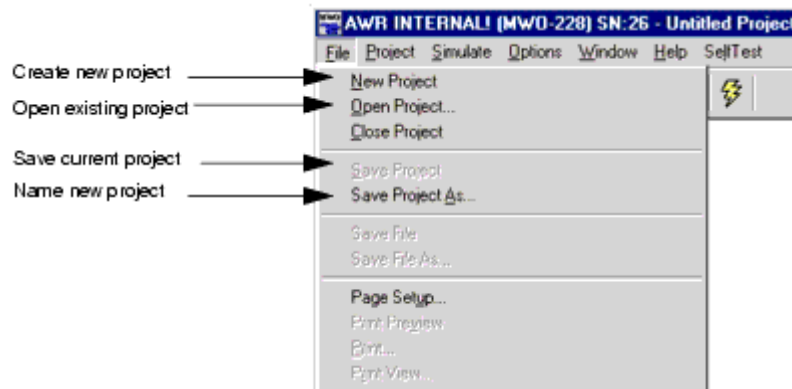 AWR INTERNAL! (MWO-228) SN:26 - Untitled Project
File Project Simulate Options Window Help SelfTest
Create new project
New Project
Open existing project
Open Project...
Close Project
Save current project
Save Project
Name new project
Save Project As...
Save File
Save File As...
Page Setup...
Print Preview
Print...
Print View...